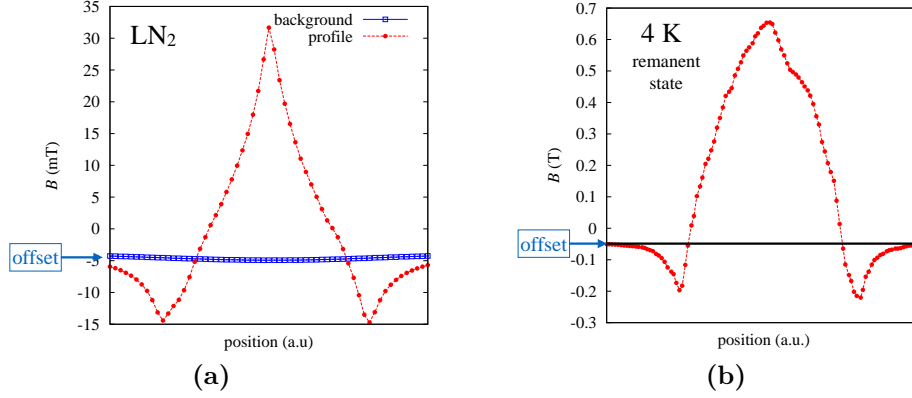 LN₂
background
profile
35
30
25
20
15
10
5
0
-5
-10
-15
B (mT)
offset
position (a.u)
(a)
4 K
remanent
state
0.7
0.6
0.5
0.4
0.3
0.2
0.1
0
-0.1
-0.2
-0.3
B (T)
offset
position (a.u.)
(b)